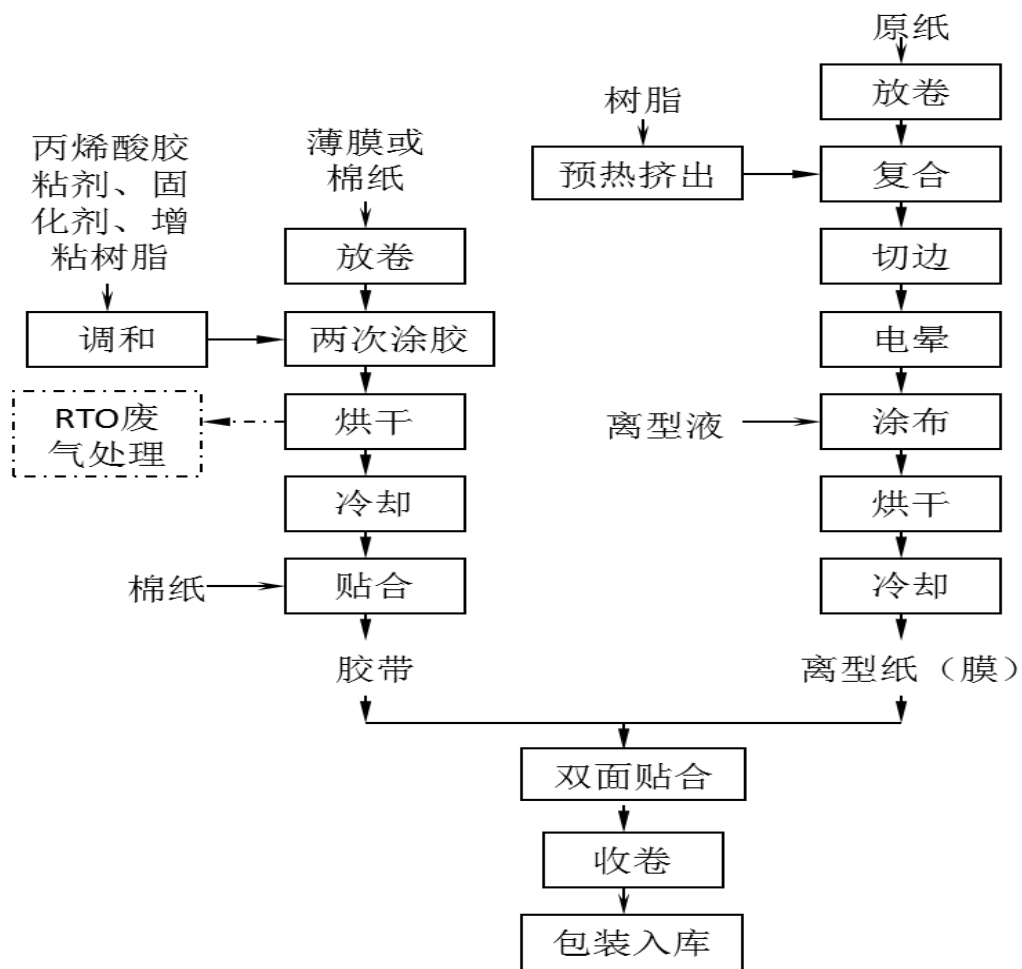 原纸
放卷
树脂
预热挤出
复合
切边
电晕
离型液
涂布
烘干
冷却
离型纸（膜）
丙烯酸胶
粘剂、固
化剂、增
粘树脂
调和
薄膜或
棉纸
放卷
两次涂胶
烘干
RTO废
气处理
冷却
棉纸
贴合
胶带
双面贴合
收卷
包装入库